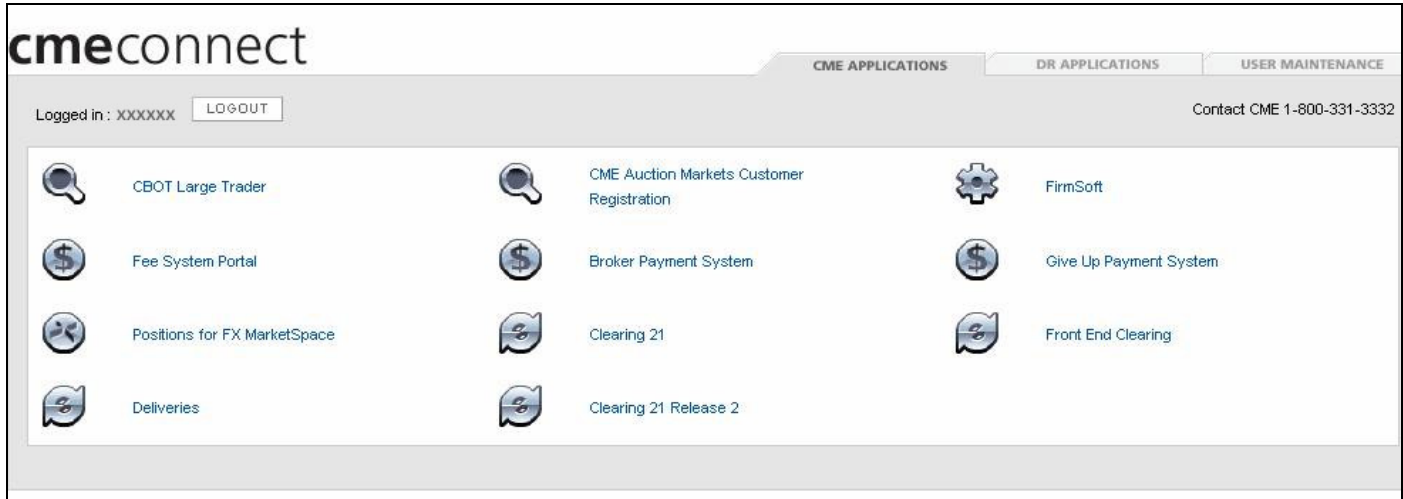 cmeconnect
CME APPLICATIONS DR APPLICATIONS USER MAINTENANCE
Logged in : XXXXXX LOGOUT Contact CME 1-800-331-3332
CBOT Large Trader
CME Auction Markets Customer
Registration
FirmSoft
Fee System Portal
Broker Payment System
Give Up Payment System
Positions for FX MarketSpace
Clearing 21
Front End Clearing
Deliveries
Clearing 21 Release 2